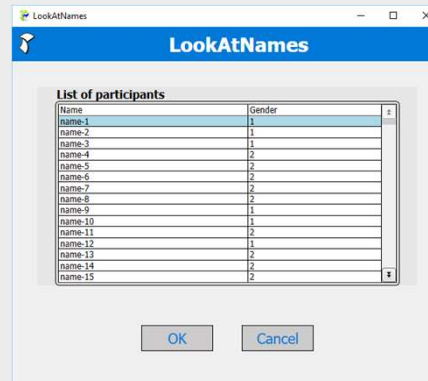 LookAtNames
LookAtNames
List of participants
Name Gender
name-1 1
name-2 1
name-3 1
name-4 2
name-5 2
name-6 2
name-7 2
name-8 2
name-9 1
name-10 1
name-11 2
name-12 1
name-13 2
name-14 2
name-15 2
OK Cancel